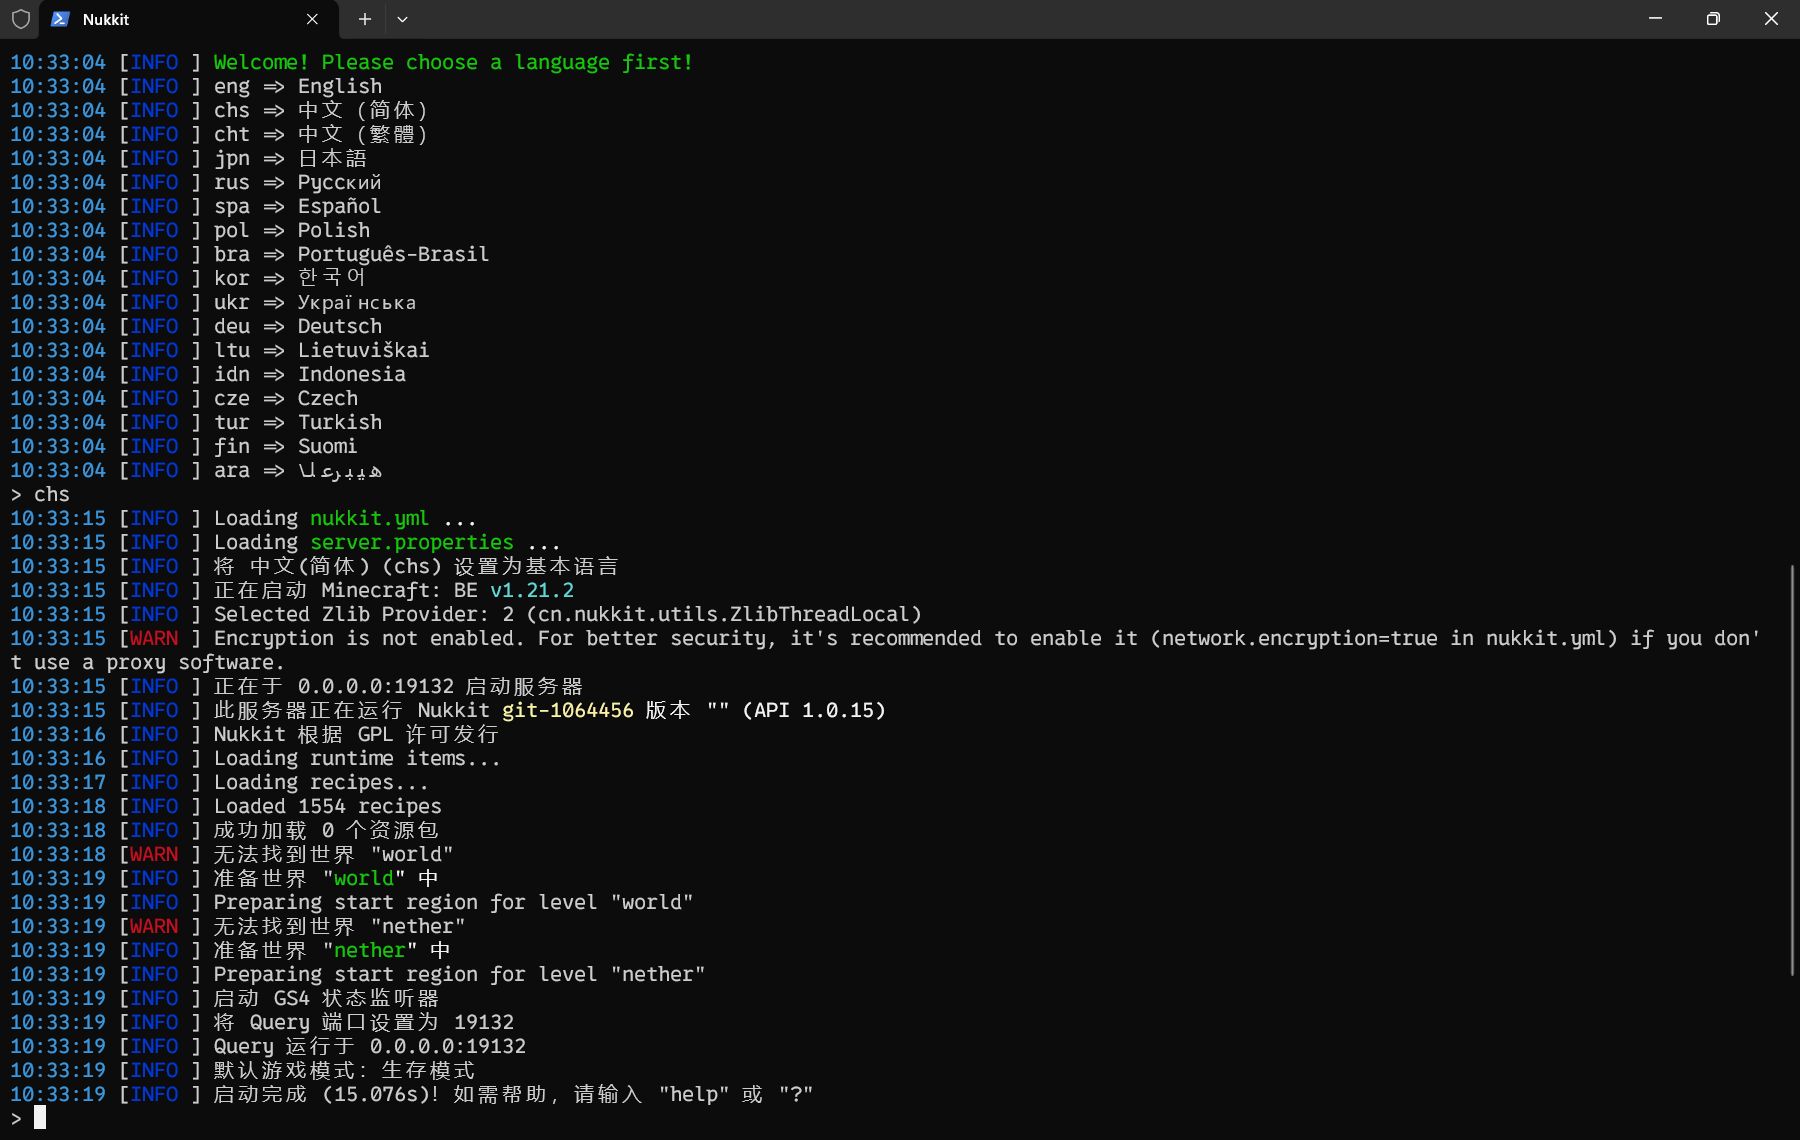 Nukkit
10:33:04 [INFO ] Welcome! Please choose a language first!
10:33:04 [INFO ] eng => English
10:33:04 [INFO ] chs => 中文 (简体)
10:33:04 [INFO ] cht => 中文 (繁體)
10:33:04 [INFO ] jpn => 日本語
10:33:04 [INFO ] rus => Русский
10:33:04 [INFO ] spa => Español
10:33:04 [INFO ] pol => Polish
10:33:04 [INFO ] bra => Português-Brasil
10:33:04 [INFO ] kor => 한국어
10:33:04 [INFO ] ukr => Українська
10:33:04 [INFO ] deu => Deutsch
10:33:04 [INFO ] ltu => Lietuviškai
10:33:04 [INFO ] idn => Indonesia
10:33:04 [INFO ] cze => Czech
10:33:04 [INFO ] tur => Turkish
10:33:04 [INFO ] fin => Suomi
10:33:04 [INFO ] ara =>
> chs
10:33:15 [INFO ] Loading nukkit.yml ...
10:33:15 [INFO ] Loading server.properties ...
10:33:15 [INFO ] 将 中文(简体) (chs) 设置为基本语言
10:33:15 [INFO ] 正在启动 Minecraft: BE v1.21.2
10:33:15 [INFO ] Selected Zlib Provider: 2 (cn.nukkit.utils.ZlibThreadLocal)
10:33:15 [WARN ] Encryption is not enabled. For better security, it's recommended to enable it (network.encryption=true in nukkit.yml) if you don'
t use a proxy software.
10:33:15 [INFO ] 正在于 0.0.0.0:19132 启动服务器
10:33:15 [INFO ] 此服务器正在运行 Nukkit git-1064456 版本 "" (API 1.0.15)
10:33:16 [INFO ] Nukkit 根据 GPL 许可发行
10:33:16 [INFO ] Loading runtime items...
10:33:17 [INFO ] Loading recipes...
10:33:18 [INFO ] Loaded 1554 recipes
10:33:18 [INFO ] 成功加载 0 个资源包
10:33:18 [WARN ] 无法找到世界 "world"
10:33:19 [INFO ] 准备世界 "world" 中
10:33:19 [INFO ] Preparing start region for level "world"
10:33:19 [WARN ] 无法找到世界 "nether"
10:33:19 [INFO ] 准备世界 "nether" 中
10:33:19 [INFO ] Preparing start region for level "nether"
10:33:19 [INFO ] 启动 GS4 状态监听器
10:33:19 [INFO ] 将 Query 端口设置为 19132
10:33:19 [INFO ] Query 运行于 0.0.0.0:19132
10:33:19 [INFO ] 默认游戏模式: 生存模式
10:33:19 [INFO ] 启动完成 (15.076s)! 如需帮助, 请输入 "help" 或 "?"
>